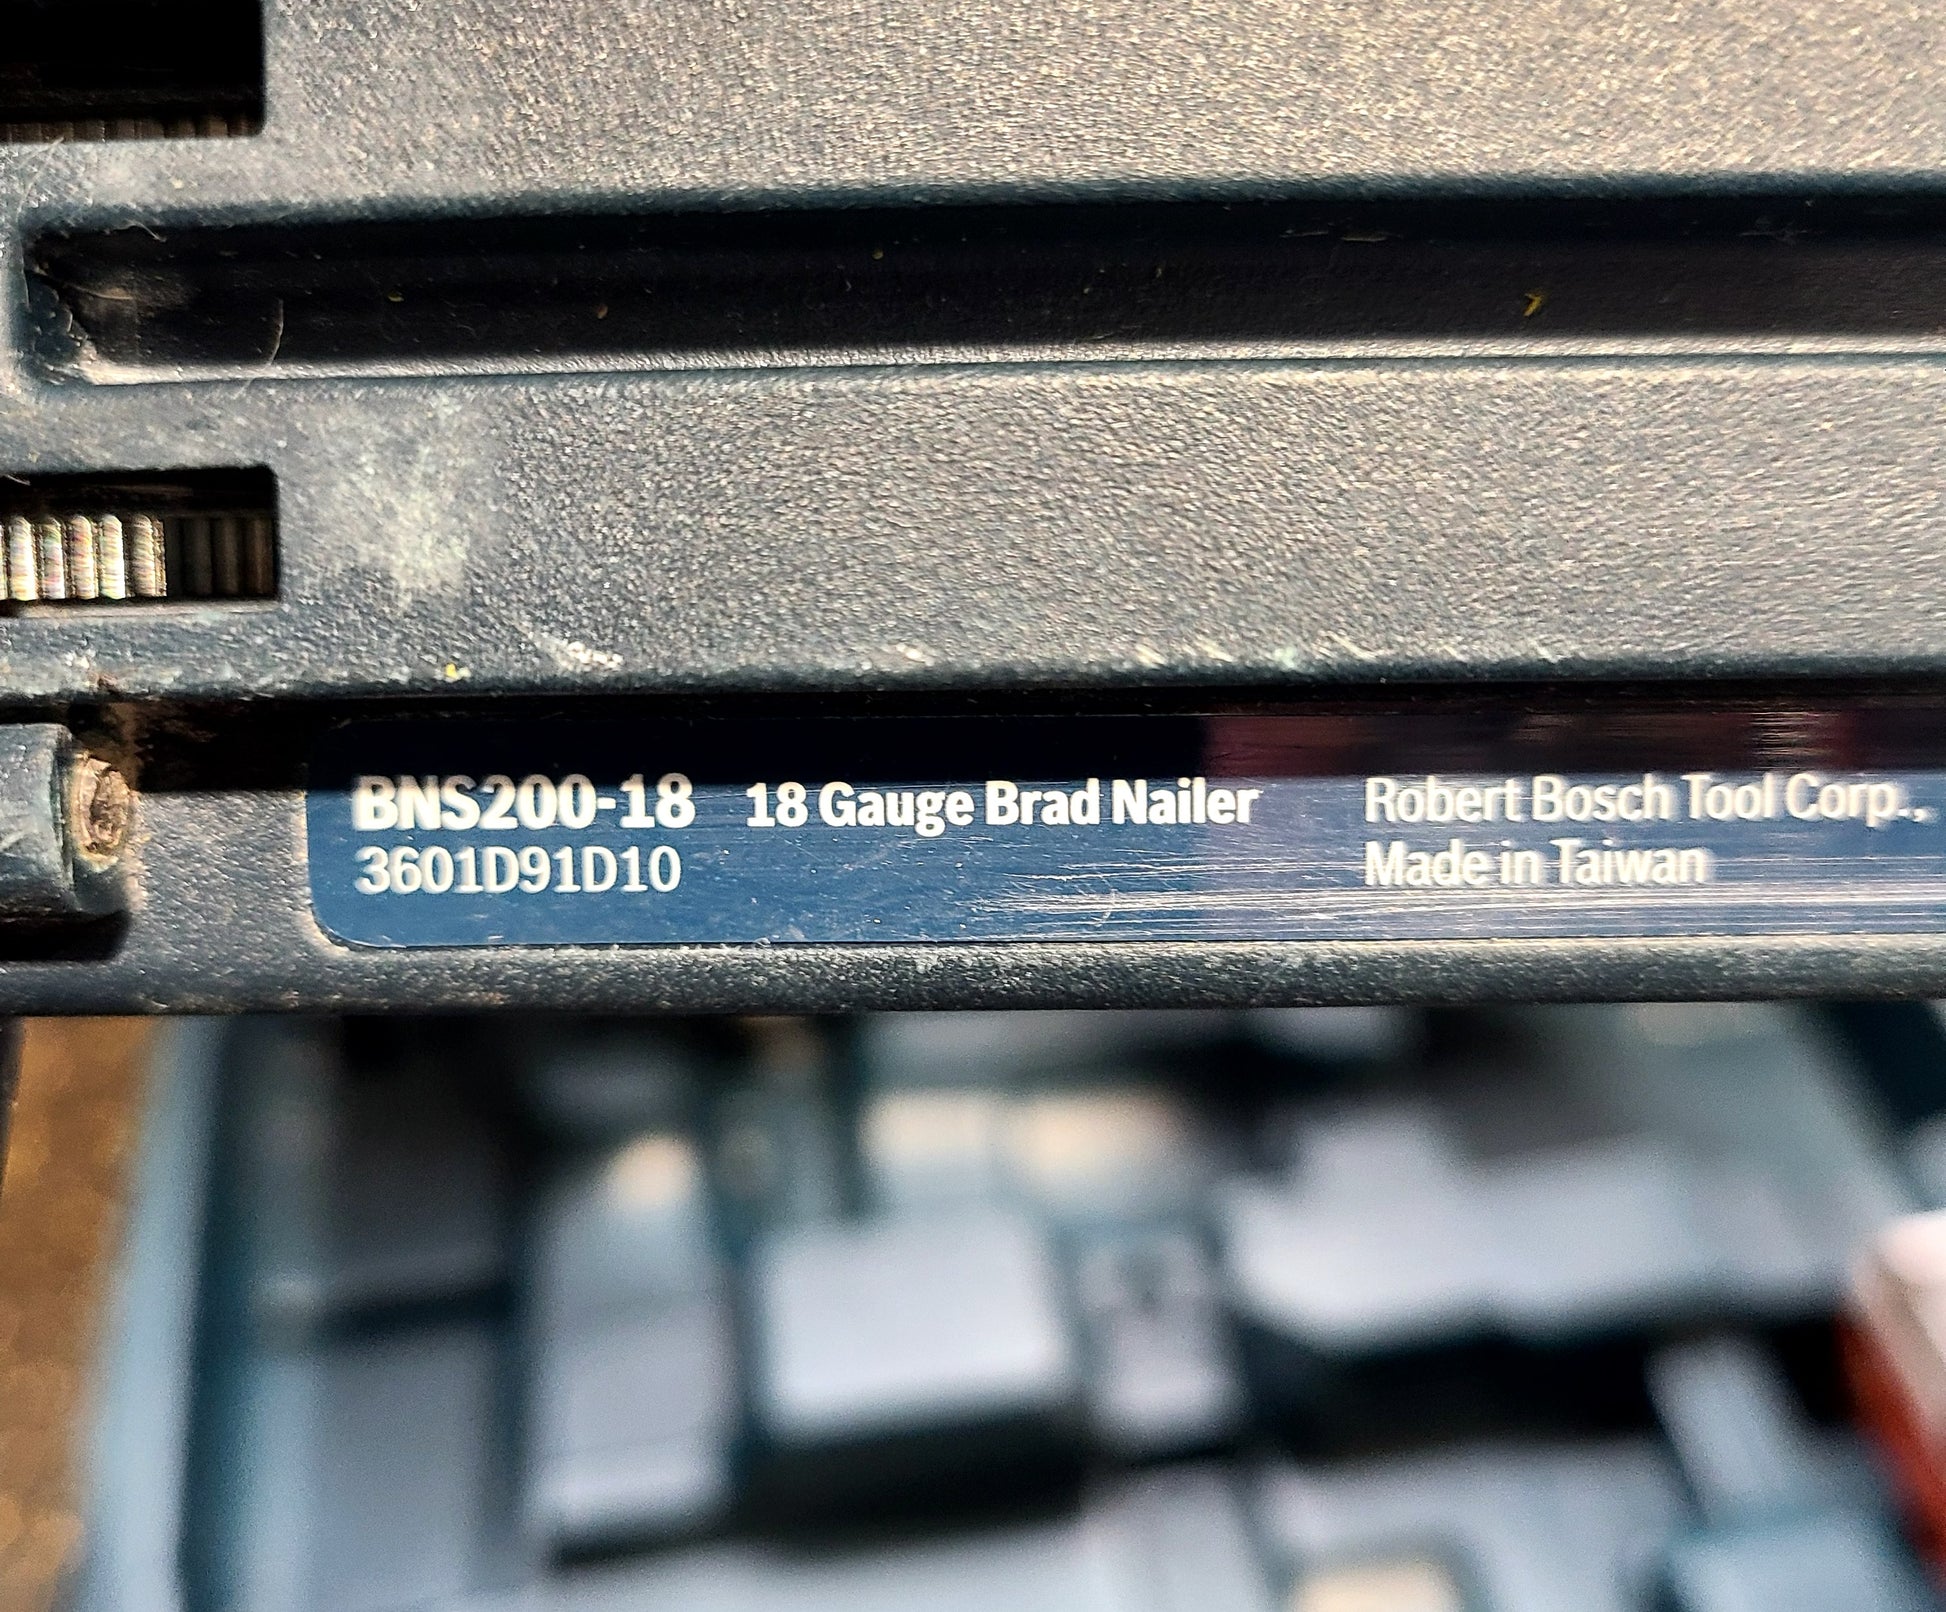 BNS200-18 18 Gauge Brad Nailer Robert Bosch Tool Corp.,
3601D91D10 Made in Taiwan